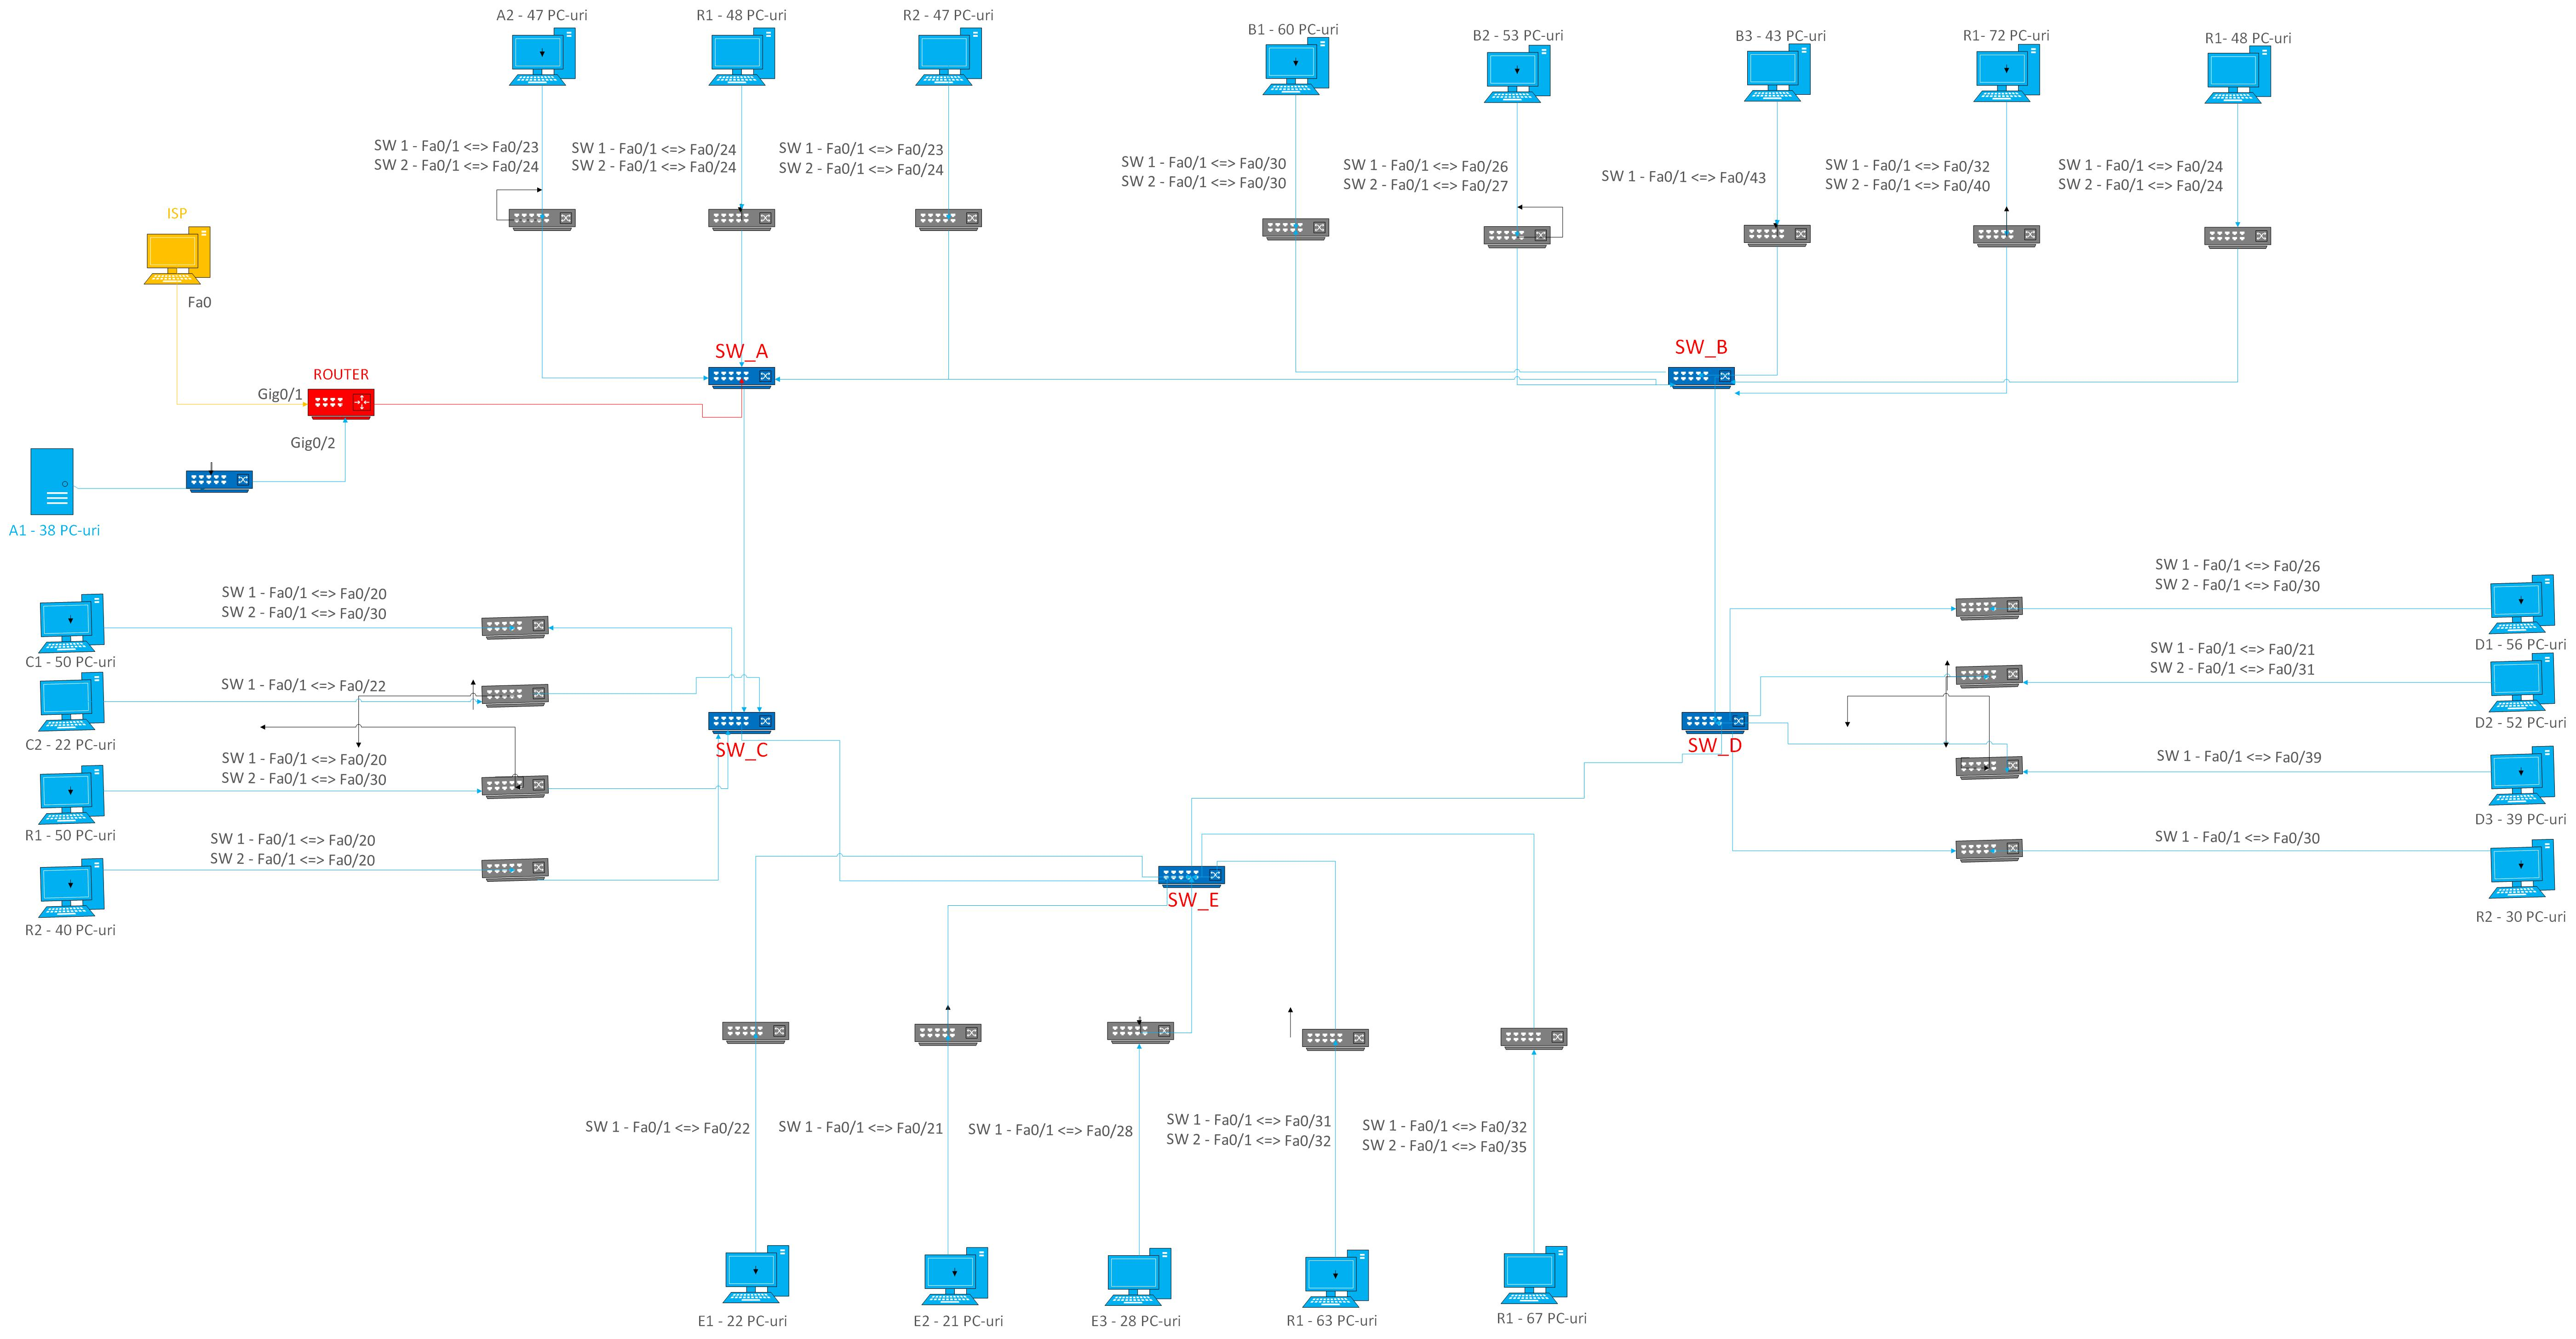 A2 - 47 PC-uri
R1 - 48 PC-uri
R2 - 47 PC-uri
B1 - 60 PC-uri
B2 - 53 PC-uri
B3 - 43 PC-uri
R1- 72 PC-uri
R1- 48 PC-uri
SW 1 - Fa0/1 <=> Fa0/23
SW 2 - Fa0/1 <=> Fa0/24
SW 1 - Fa0/1 <=> Fa0/24
SW 2 - Fa0/1 <=> Fa0/24
SW 1 - Fa0/1 <=> Fa0/23
SW 2 - Fa0/1 <=> Fa0/24
SW 1 - Fa0/1 <=> Fa0/30
SW 2 - Fa0/1 <=> Fa0/30
SW 1 - Fa0/1 <=> Fa0/26
SW 2 - Fa0/1 <=> Fa0/27
SW 1 - Fa0/1 <=> Fa0/43
SW 1 - Fa0/1 <=> Fa0/32
SW 2 - Fa0/1 <=> Fa0/40
SW 1 - Fa0/1 <=> Fa0/24
SW 2 - Fa0/1 <=> Fa0/24
ISP
Fa0
SW_A
SW_B
ROUTER
Gig0/1
Gig0/2
A1 - 38 PC-uri
SW 1 - Fa0/1 <=> Fa0/20
SW 2 - Fa0/1 <=> Fa0/30
C1 - 50 PC-uri
SW 1 - Fa0/1 <=> Fa0/22
C2 - 22 PC-uri
SW 1 - Fa0/1 <=> Fa0/20
SW 2 - Fa0/1 <=> Fa0/30
R1 - 50 PC-uri
SW 1 - Fa0/1 <=> Fa0/20
SW 2 - Fa0/1 <=> Fa0/20
R2 - 40 PC-uri
SW_C
SW_D
SW_E
SW 1 - Fa0/1 <=> Fa0/26
SW 2 - Fa0/1 <=> Fa0/30
D1 - 56 PC-uri
SW 1 - Fa0/1 <=> Fa0/21
SW 2 - Fa0/1 <=> Fa0/31
D2 - 52 PC-uri
SW 1 - Fa0/1 <=> Fa0/39
D3 - 39 PC-uri
SW 1 - Fa0/1 <=> Fa0/30
R2 - 30 PC-uri
SW 1 - Fa0/1 <=> Fa0/22
SW 1 - Fa0/1 <=> Fa0/21
SW 1 - Fa0/1 <=> Fa0/28
SW 1 - Fa0/1 <=> Fa0/31
SW 2 - Fa0/1 <=> Fa0/32
SW 1 - Fa0/1 <=> Fa0/32
SW 2 - Fa0/1 <=> Fa0/35
E1 - 22 PC-uri
E2 - 21 PC-uri
E3 - 28 PC-uri
R1 - 63 PC-uri
R1 - 67 PC-uri